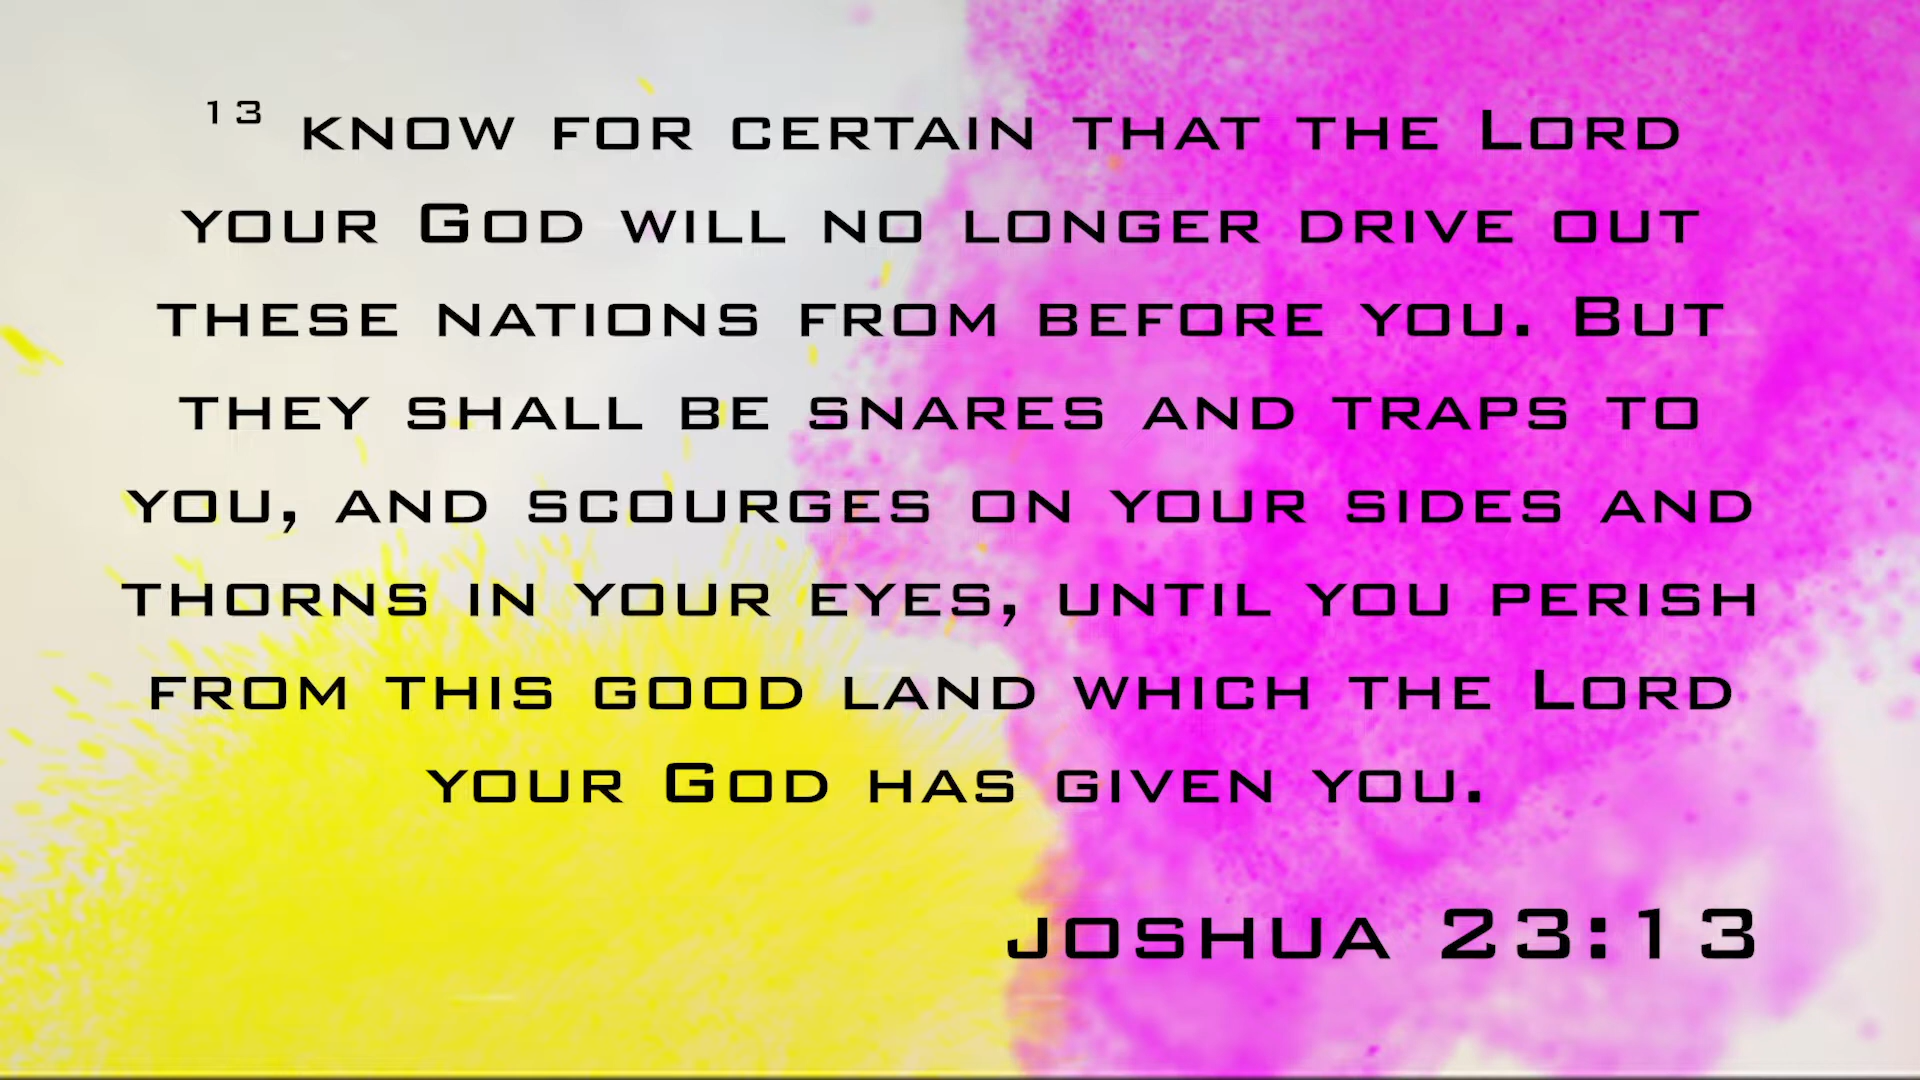 13 know for certain that the Lord
your God will no longer drive out
these nations from before you. But
they shall be snares and traps to
you, and scourges on your sides and
thorns in your eyes, until you perish
from this good land which the Lord
your God has given you.
Joshua 23:13